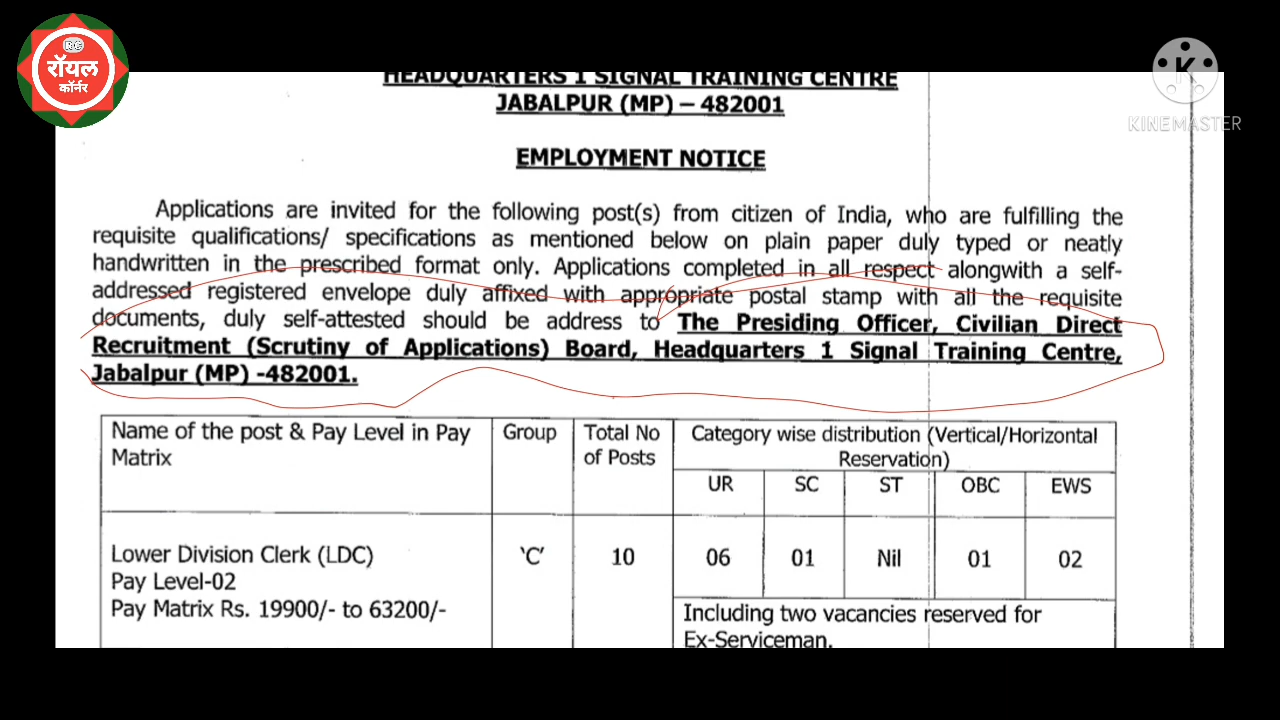 RC
रॉयल
कॉर्नर
K
KINEMASTER
HEADQUARTERS 1 SIGNAL TRAINING CENTRE
JABALPUR (MP) – 482001
EMPLOYMENT NOTICE
Applications are invited for the following post(s) from citizen of India, who are fulfilling the
requisite qualifications/ specifications as mentioned below on plain paper duly typed or neatly
handwritten in the prescribed format only. Applications completed in all respect alongwith a self-
addressed registered envelope duly affixed with appropriate postal stamp with all the requisite
documents, duly self-attested should be address to The Presiding Officer, Civilian Direct
Recruitment (Scrutiny of Applications) Board, Headquarters 1 Signal Training Centre,
Jabalpur (MP) -482001.
Name of the post & Pay Level in Pay Group Total No Category wise distribution (Vertical/Horizontal
Matrix of Posts Reservation)
UR SC ST OBC EWS
Lower Division Clerk (LDC) 'C' 10 06 01 Nil 01 02
Pay Level-02
Pay Matrix Rs. 19900/- to 63200/- Including two vacancies reserved for
Ex-Serviceman.